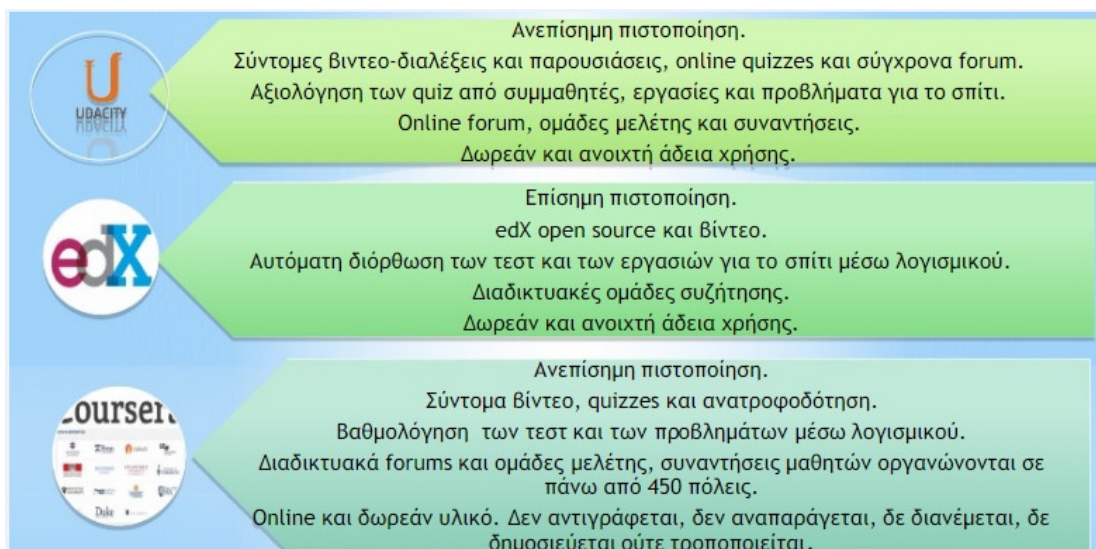 Ανεπίσημη πιστοποίηση.
Σύντομες βιντεο-διαλέξεις και παρουσιάσεις, online quizzes και σύγχρονα forum.
Αξιολόγηση των quiz από συμμαθητές, εργασίες και προβλήματα για το σπίτι.
Online forum, ομάδες μελέτης και συναντήσεις.
Δωρεάν και ανοιχτή άδεια χρήσης.
UDACITY
Επίσημη πιστοποίηση.
edX open source και βίντεο.
Αυτόματη διόρθωση των τεστ και των εργασιών για το σπίτι μέσω λογισμικού.
Διαδικτυακές ομάδες συζήτησης.
Δωρεάν και ανοιχτή άδεια χρήσης.
edX
Ανεπίσημη πιστοποίηση.
Σύντομα βίντεο, quizzes και ανατροφοδότηση.
Βαθμολόγηση των τεστ και των προβλημάτων μέσω λογισμικού.
Διαδικτυακά forums και ομάδες μελέτης, συναντήσεις μαθητών οργανώνονται σε
πάνω από 450 πόλεις.
Online και δωρεάν υλικό. Δεν αντιγράφεται, δεν αναπαράγεται, δε διανέμεται, δε
δημοσιεύεται ούτε τροποποιείται.
Duke